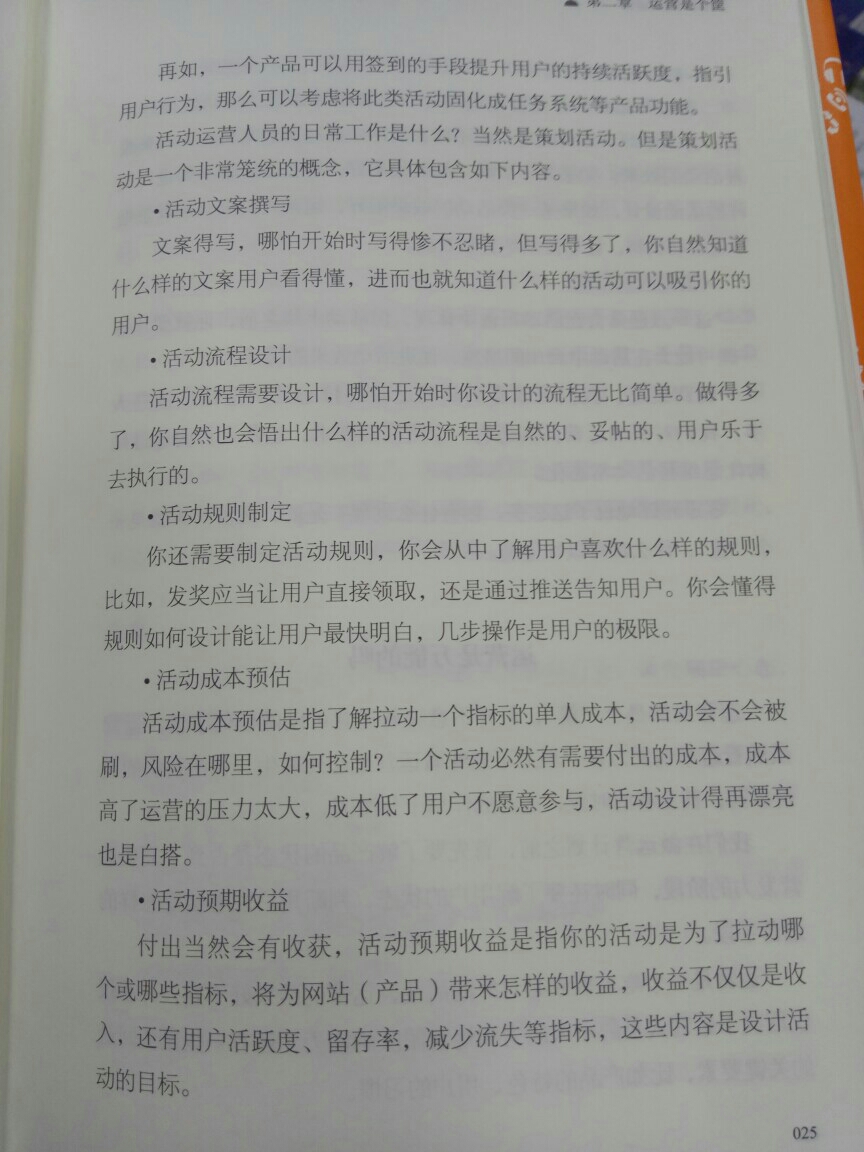 第二章 运营是个筐
再如，一个产品可以用签到的手段提升用户的持续活跃度，指引
用户行为，那么可以考虑将此类活动固化成任务系统等产品功能。
活动运营人员的日常工作是什么？当然是策划活动。但是策划活
动是一个非常笼统的概念，它具体包含如下内容。
•活动文案撰写
文案得写，哪怕开始时写得惨不忍睹，但写得多了，你自然知道
什么样的文案用户看得懂，进而也就知道什么样的活动可以吸引你的
用户。
•活动流程设计
活动流程需要设计，哪怕开始时你设计的流程无比简单。做得多
了，你自然也会悟出什么样的活动流程是自然的、妥帖的、用户乐于
去执行的。
•活动规则制定
你还需要制定活动规则，你会从中了解用户喜欢什么样的规则，
比如，发奖应当让用户直接领取，还是通过推送告知用户。你会懂得
规则如何设计能让用户最快明白，几步操作是用户的极限。
•活动成本预估
活动成本预估是指了解拉动一个指标的单人成本，活动会不会被
刷，风险在哪里，如何控制？一个活动必然有需要付出的成本，成本
高了运营的压力太大，成本低了用户不愿意参与，活动设计得再漂亮
也是白搭。
•活动预期收益
付出当然会有收获，活动预期收益是指你的活动是为了拉动哪
个或哪些指标，将为网站（产品）带来怎样的收益，收益不仅仅是收
入，还有用户活跃度、留存率，减少流失等指标，这些内容是设计活
动的目标。
025